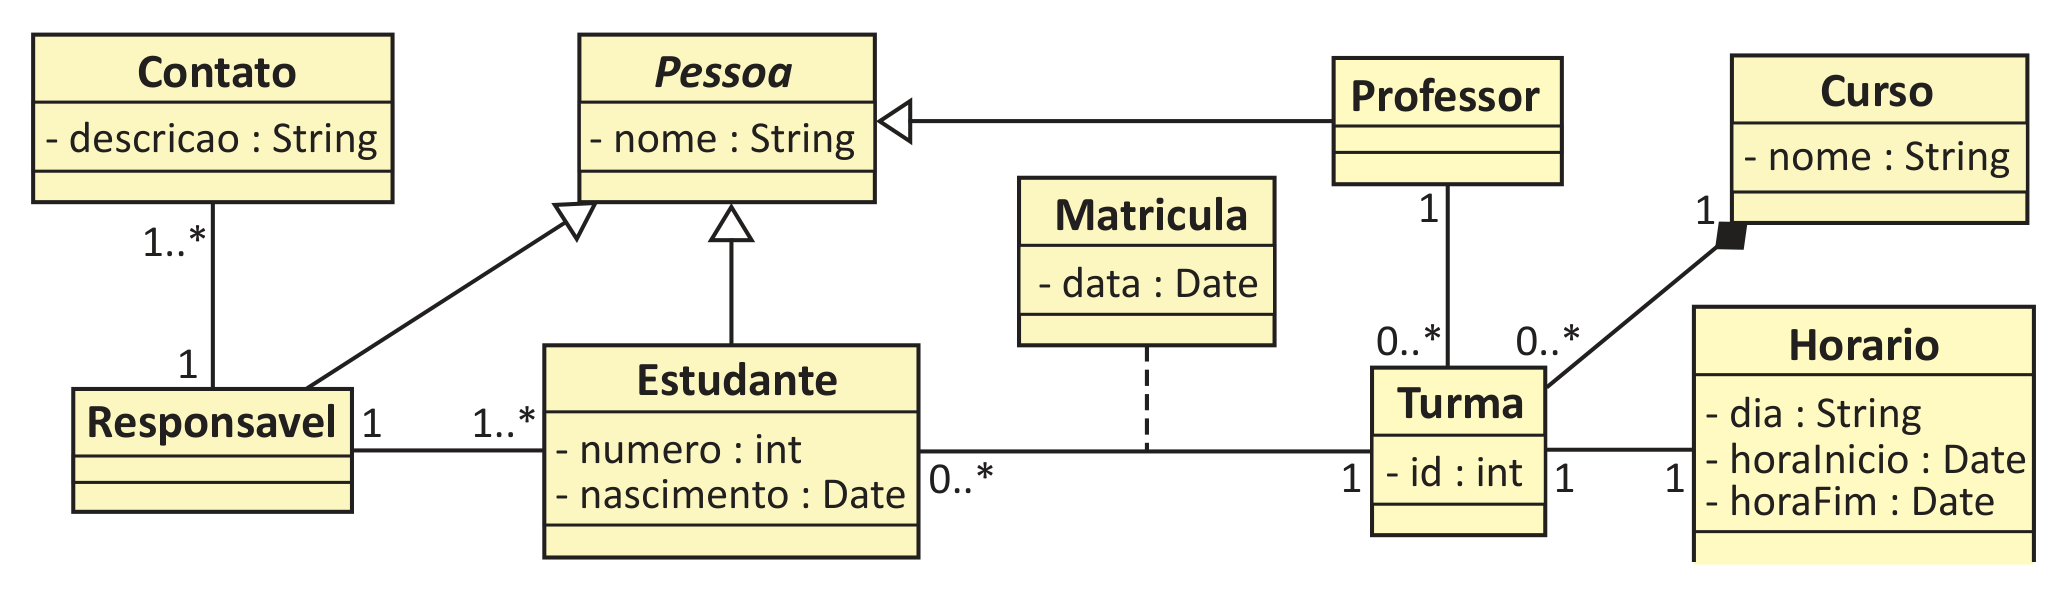 Contato
- descricao : String
1..*
1
Responsavel
1
1..*
Pessoa
- nome : String
Estudante
- numero : int
- nascimento : Date
0..*
1
Matricula
- data : Date
Professor
1
0..*
Turma
- id : int
Curso
- nome : String
1
0..*
1
1
Horario
- dia : String
- horaInicio : Date
- horaFim : Date